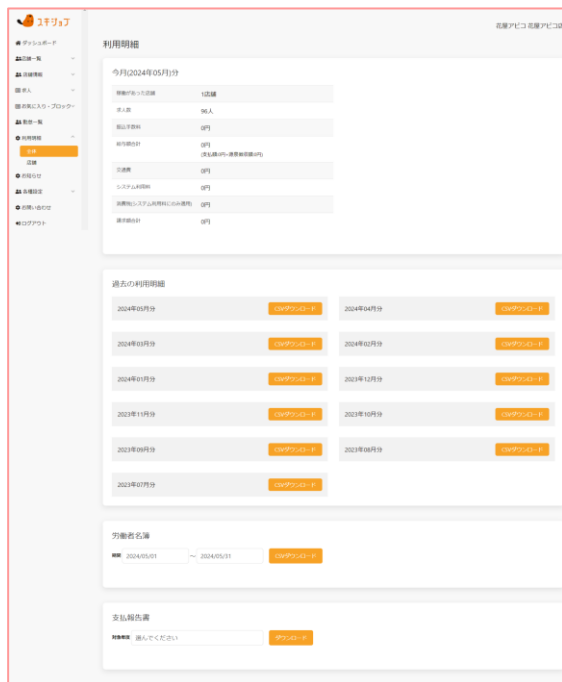 スキジョブ
花屋アピコ 花屋アピコ店
ダッシュボード
店舗一覧
店舗情報
求人
お気に入り・ブロック
勤怠一覧
利用明細
全体
店舗
お知らせ
各種設定
お問い合わせ
ログアウト
利用明細
今月(2024年05月)分
稼働があった店舗 1店舗
求人数 96人
振込手数料 0円
給与額合計 0円
(支払額0円+源泉徴収額0円)
交通費 0円
システム利用料 0円
消費税(システム利用料にのみ適用) 0円
請求額合計 0円
過去の利用明細
2024年05月分 CSVダウンロード 2024年04月分 CSVダウンロード
2024年03月分 CSVダウンロード 2024年02月分 CSVダウンロード
2024年01月分 CSVダウンロード 2023年12月分 CSVダウンロード
2023年11月分 CSVダウンロード 2023年10月分 CSVダウンロード
2023年09月分 CSVダウンロード 2023年08月分 CSVダウンロード
2023年07月分 CSVダウンロード
労働者名簿
期間 2024/05/01 〜 2024/05/31 CSVダウンロード
支払報告書
対象年度 選んでください ダウンロード